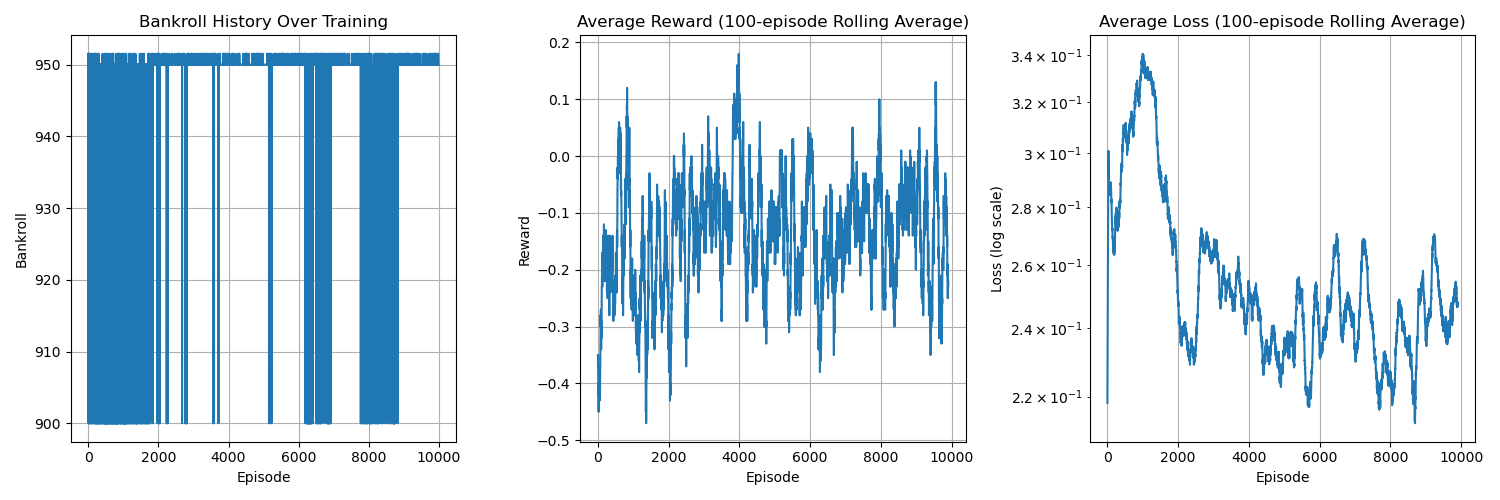 Bankroll History Over Training
950
940
930
920
910
900
Bankroll
0 2000 4000 6000 8000 10000
Episode
Average Reward (100-episode Rolling Average)
0.2
0.1
0.0
−0.1
−0.2
−0.3
−0.4
−0.5
Reward
0 2000 4000 6000 8000 10000
Episode
Average Loss (100-episode Rolling Average)
3.4 × 10⁻¹
3.2 × 10⁻¹
3 × 10⁻¹
2.8 × 10⁻¹
2.6 × 10⁻¹
2.4 × 10⁻¹
2.2 × 10⁻¹
Loss (log scale)
0 2000 4000 6000 8000 10000
Episode